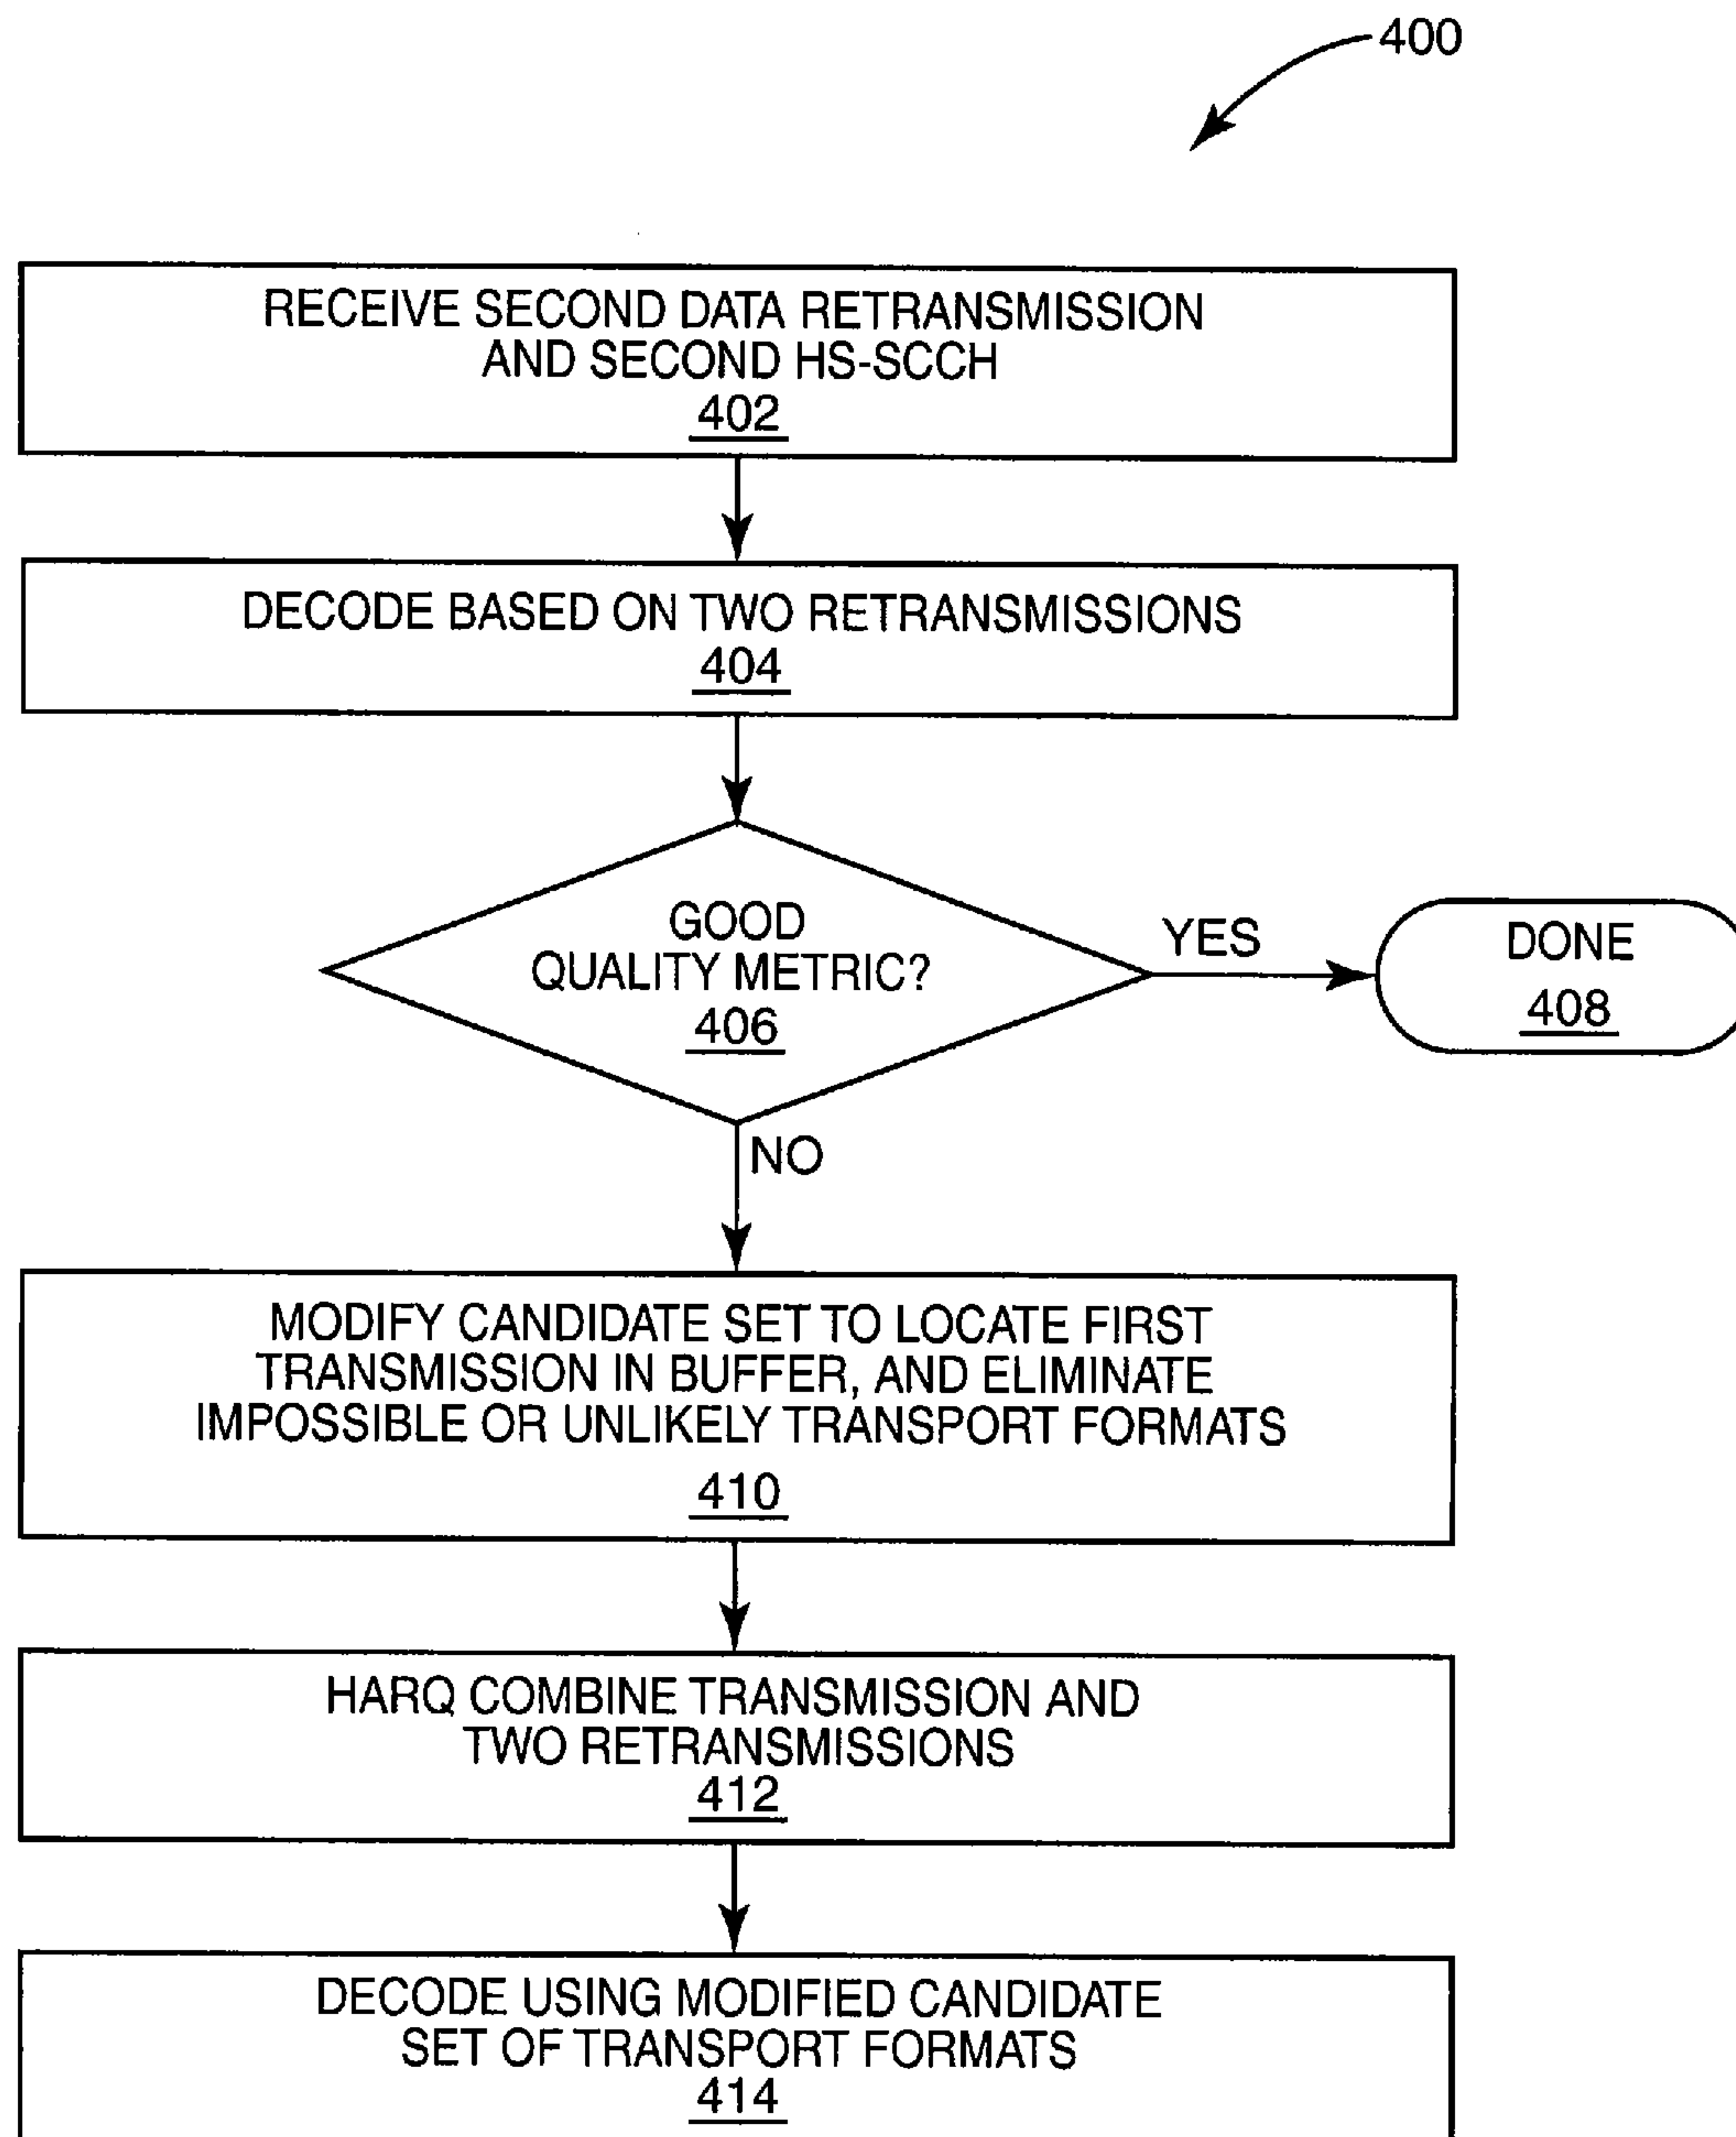 400
RECEIVE SECOND DATA RETRANSMISSION
AND SECOND HS-SCCH
402
DECODE BASED ON TWO RETRANSMISSIONS
404
GOOD
QUALITY METRIC?
406
YES
DONE
408
NO
MODIFY CANDIDATE SET TO LOCATE FIRST
TRANSMISSION IN BUFFER, AND ELIMINATE
IMPOSSIBLE OR UNLIKELY TRANSPORT FORMATS
410
HARQ COMBINE TRANSMISSION AND
TWO RETRANSMISSIONS
412
DECODE USING MODIFIED CANDIDATE
SET OF TRANSPORT FORMATS
414